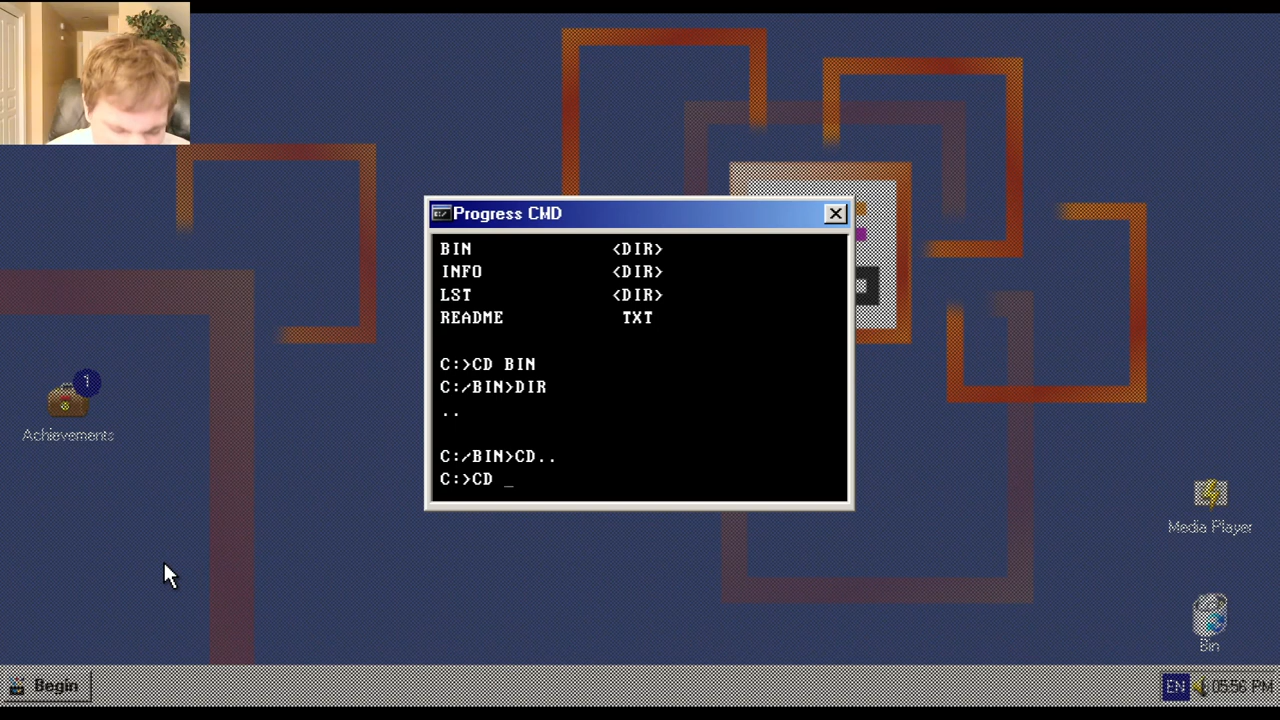 Progress CMD
BIN <DIR>
INFO <DIR>
LST <DIR>
README TXT
C:>CD BIN
C:/BIN>DIR
..
C:/BIN>CD..
C:>CD _
1
Achievements
Media Player
Bin
Begin
EN 05:56 PM